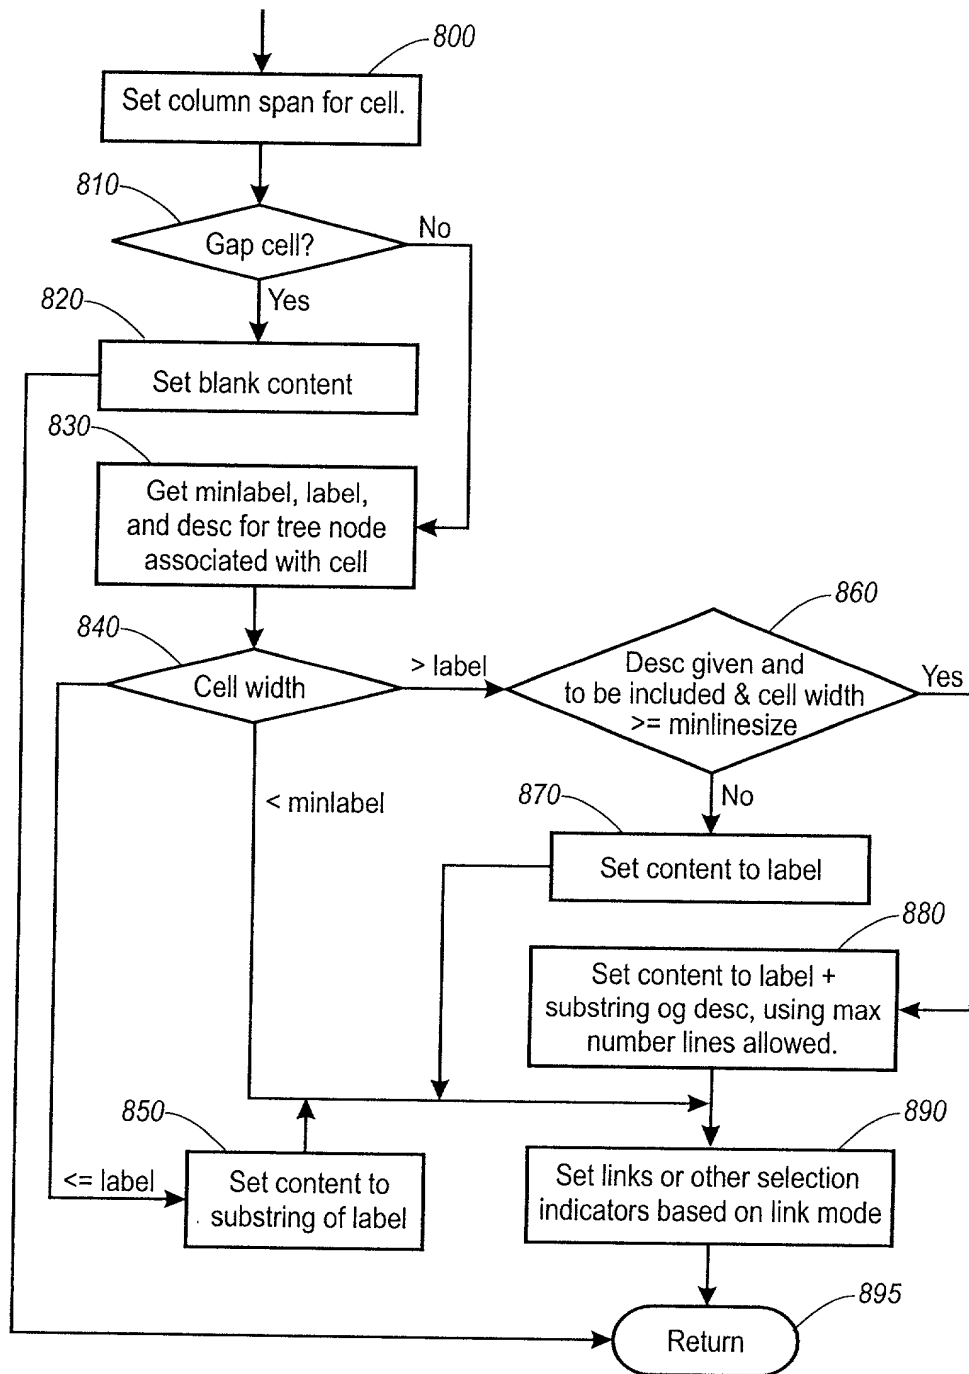 800
Set column span for cell.
810
Gap cell?
No
Yes
820
Set blank content
830
Get minlabel, label,
and desc for tree node
associated with cell
840
Cell width
> label
< minlabel
<= label
860
Desc given and
to be included & cell width
>= minlinesize
Yes
No
870
Set content to label
880
Set content to label +
substring og desc, using max
number lines allowed.
850
Set content to
substring of label
890
Set links or other selection
indicators based on link mode
895
Return